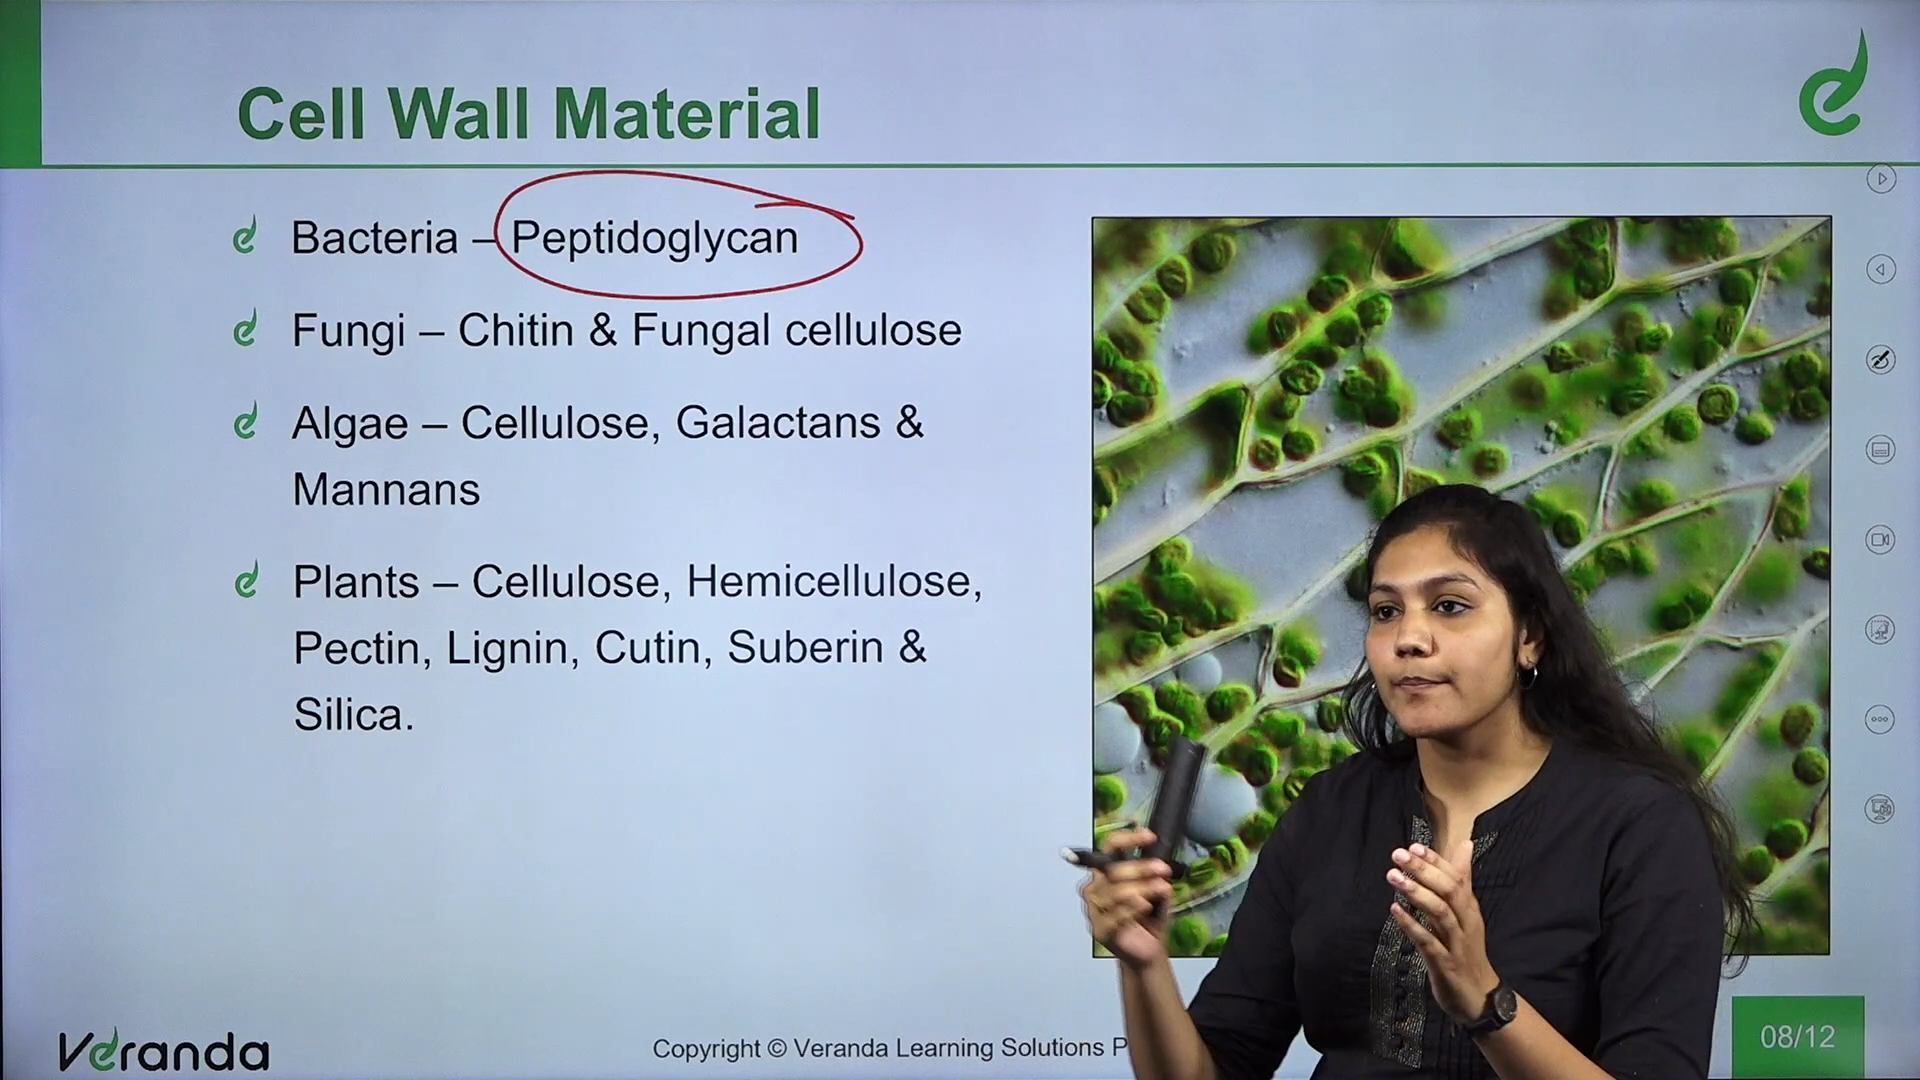 Cell Wall Material
Bacteria – Peptidoglycan
Fungi – Chitin & Fungal cellulose
Algae – Cellulose, Galactans &
Mannans
Plants – Cellulose, Hemicellulose,
Pectin, Lignin, Cutin, Suberin &
Silica.
Veranda
Copyright © Veranda Learning Solutions P
08/12